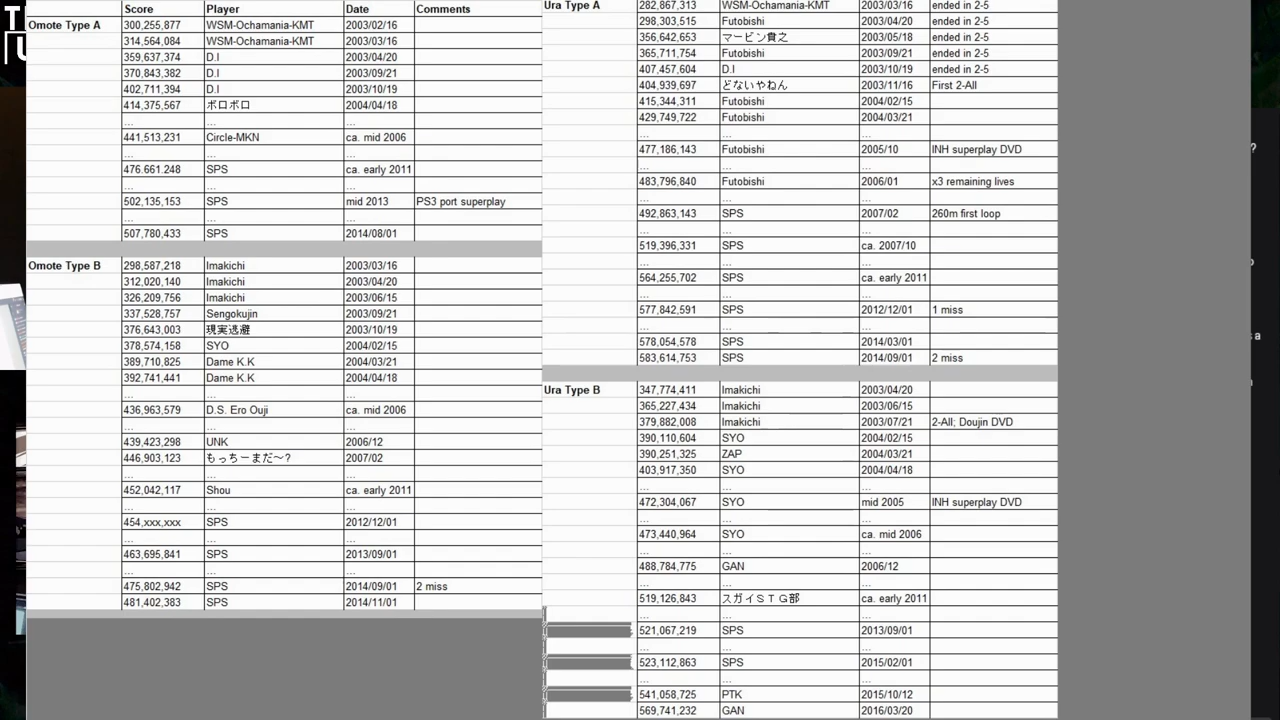 Score Player Date Comments
Omote Type A 300,255,877 WSM-Ochamania-KMT 2003/02/16
314,564,084 WSM-Ochamania-KMT 2003/03/16
359,637,374 D.I 2003/04/20
370,843,382 D.I 2003/09/21
402,711,394 D.I 2003/10/19
414,375,567 ボロボロ 2004/04/18
... ...
441,513,231 Circle-MKN ca. mid 2006
... ...
476.661.248 SPS ca. early 2011
... ...
502,135,153 SPS mid 2013 PS3 port superplay
... ...
507,780,433 SPS 2014/08/01
Omote Type B 298,587,218 Imakichi 2003/03/16
312,020,140 Imakichi 2003/04/20
326,209,756 Imakichi 2003/06/15
337,528,757 Sengokujin 2003/09/21
376,643,003 現実逃避 2003/10/19
378,574,158 SYO 2004/02/15
389,710,825 Dame K.K 2004/03/21
392,741,441 Dame K.K 2004/04/18
... ...
436,963,579 D.S. Ero Ouji ca. mid 2006
... ...
439,423,298 UNK 2006/12
446,903,123 もっちーまだ～? 2007/02
... ...
452,042,117 Shou ca. early 2011
... ...
454,xxx,xxx SPS 2012/12/01
... ...
463,695,841 SPS 2013/09/01
... ...
475,802,942 SPS 2014/09/01 2 miss
481,402,383 SPS 2014/11/01
Ura Type A 282,867,313 WSM-Ochamania-KMT 2003/03/16 ended in 2-5
298,303,515 Futobishi 2003/04/20 ended in 2-5
356,642,653 マービン貴之 2003/05/18 ended in 2-5
365,711,754 Futobishi 2003/09/21 ended in 2-5
407,457,604 D.I 2003/10/19 ended in 2-5
404,939,697 どないやねん 2003/11/16 First 2-All
415,344,311 Futobishi 2004/02/15
429,749,722 Futobishi 2004/03/21
... ... ...
477,186,143 Futobishi 2005/10 INH superplay DVD
... ... ...
483,796,840 Futobishi 2006/01 x3 remaining lives
... ... ...
492,863,143 SPS 2007/02 260m first loop
... ... ...
519,396,331 SPS ca. 2007/10
... ... ...
564,255,702 SPS ca. early 2011
... ... ...
577,842,591 SPS 2012/12/01 1 miss
... ... ...
578,054,578 SPS 2014/03/01
583,614,753 SPS 2014/09/01 2 miss
Ura Type B 347,774,411 Imakichi 2003/04/20
365,227,434 Imakichi 2003/06/15
379,882,008 Imakichi 2003/07/21 2-All; Doujin DVD
390,110,604 SYO 2004/02/15
390,251,325 ZAP 2004/03/21
403,917,350 SYO 2004/04/18
... ... ...
472,304,067 SYO mid 2005 INH superplay DVD
... ... ...
473,440,964 SYO ca. mid 2006
... ... ...
488,784,775 GAN 2006/12
... ... ...
519,126,843 スガイＳＴＧ部 ca. early 2011
... ... ...
521,067,219 SPS 2013/09/01
... ... ...
523,112,863 SPS 2015/02/01
... ... ...
541,058,725 PTK 2015/10/12
569,741,232 GAN 2016/03/20